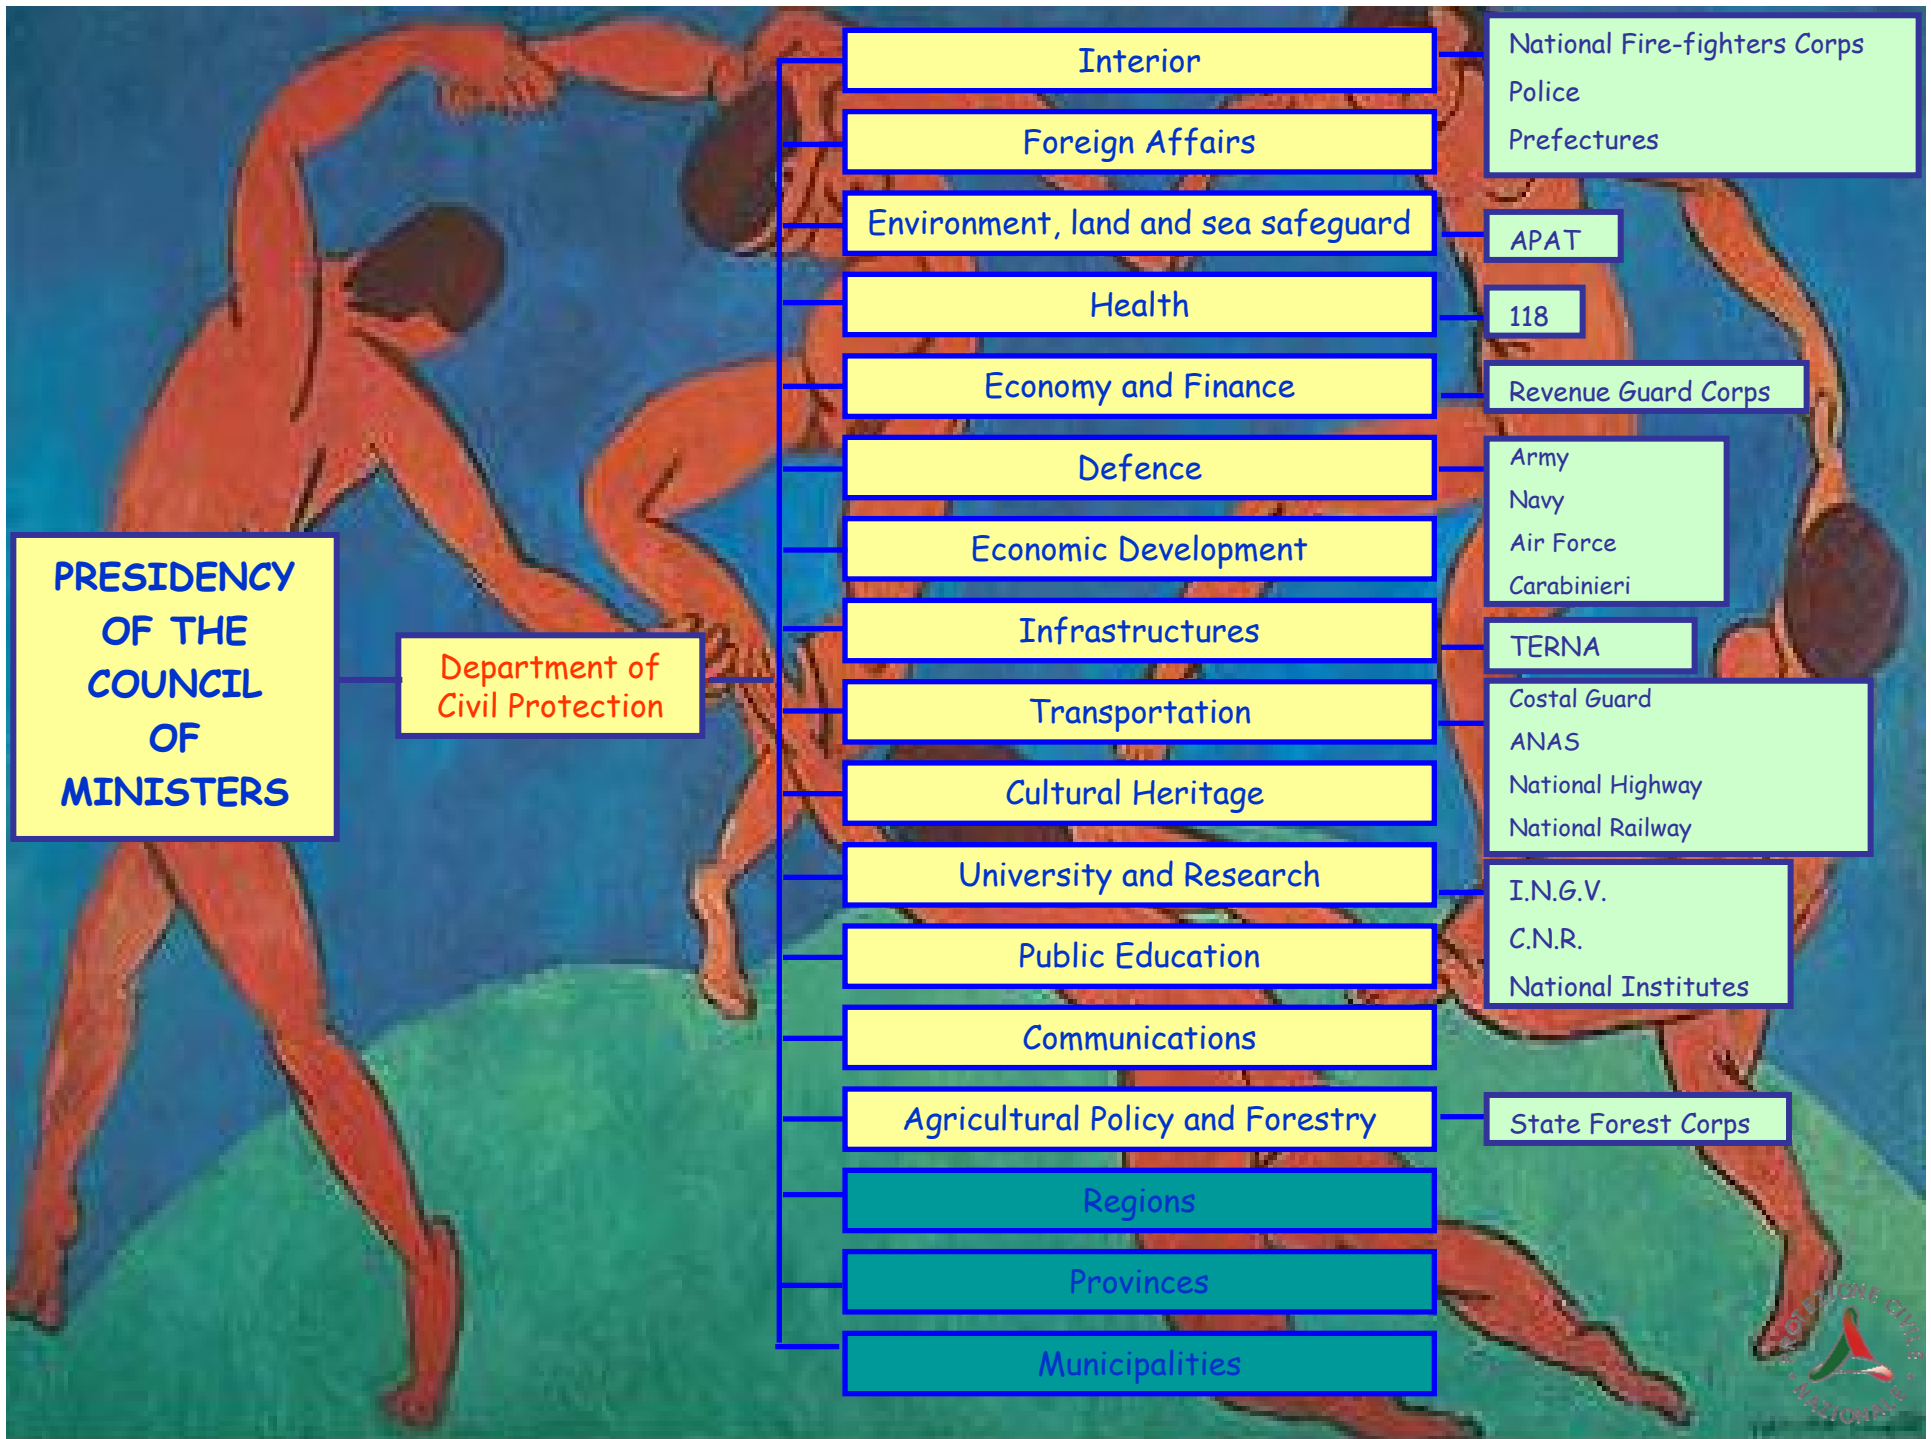 PRESIDENCY
OF THE
COUNCIL
OF
MINISTERS
Department of
Civil Protection
Interior
Foreign Affairs
Environment, land and sea safeguard
Health
Economy and Finance
Defence
Economic Development
Infrastructures
Transportation
Cultural Heritage
University and Research
Public Education
Communications
Agricultural Policy and Forestry
Regions
Provinces
Municipalities
National Fire-fighters Corps
Police
Prefectures
APAT
118
Revenue Guard Corps
Army
Navy
Air Force
Carabinieri
TERNA
Costal Guard
ANAS
National Highway
National Railway
I.N.G.V.
C.N.R.
National Institutes
State Forest Corps
PROTEZIONE CIVILE
NAZIONALE